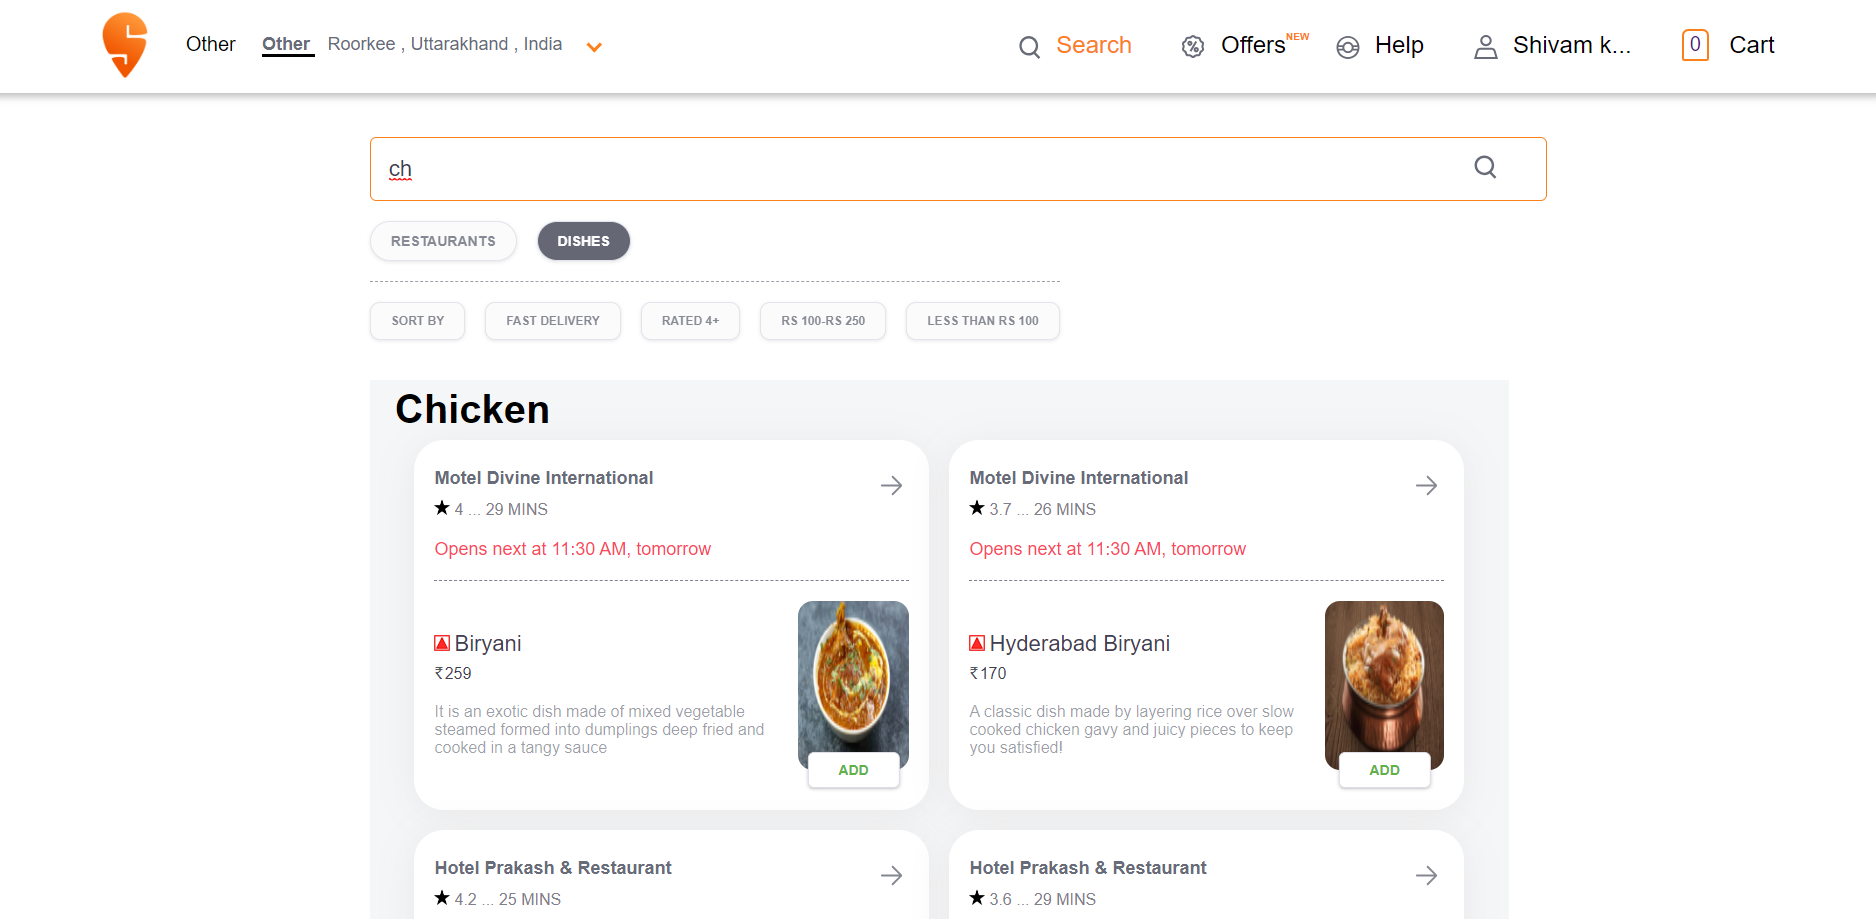 Other Other Roorkee , Uttarakhand , India Search Offers NEW Help Shivam k... 0 Cart
ch
RESTAURANTS DISHES
SORT BY FAST DELIVERY RATED 4+ RS 100-RS 250 LESS THAN RS 100
Chicken
Motel Divine International
★ 4 ... 29 MINS
Opens next at 11:30 AM, tomorrow
Biryani
₹259
It is an exotic dish made of mixed vegetable
steamed formed into dumplings deep fried and
cooked in a tangy sauce
ADD
Motel Divine International
★ 3.7 ... 26 MINS
Opens next at 11:30 AM, tomorrow
Hyderabad Biryani
₹170
A classic dish made by layering rice over slow
cooked chicken gavy and juicy pieces to keep
you satisfied!
ADD
Hotel Prakash & Restaurant
★ 4.2 ... 25 MINS
Hotel Prakash & Restaurant
★ 3.6 ... 29 MINS